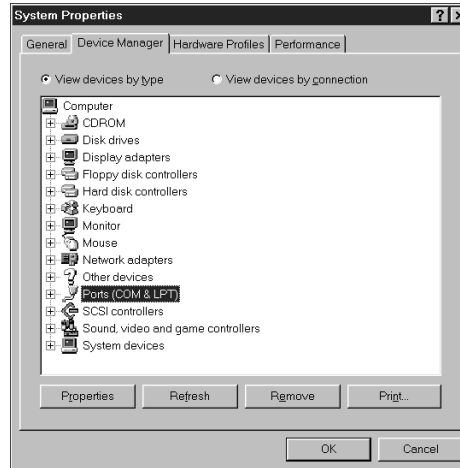 System Properties
General Device Manager Hardware Profiles Performance
View devices by type View devices by connection
Computer
CDROM
Disk drives
Display adapters
Floppy disk controllers
Hard disk controllers
Keyboard
Monitor
Mouse
Network adapters
Other devices
Ports (COM & LPT)
SCSI controllers
Sound, video and game controllers
System devices
Properties Refresh Remove Print...
OK Cancel